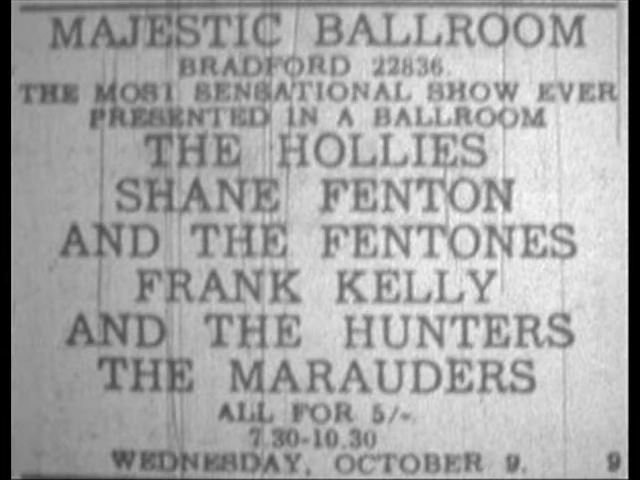 MAJESTIC BALLROOM
BRADFORD 22836.
THE MOST SENSATIONAL SHOW EVER
PRESENTED IN A BALLROOM
THE HOLLIES
SHANE FENTON
AND THE FENTONES
FRANK KELLY
AND THE HUNTERS
THE MARAUDERS
ALL FOR 5/-.
7.30-10.30
WEDNESDAY, OCTOBER 9. 9